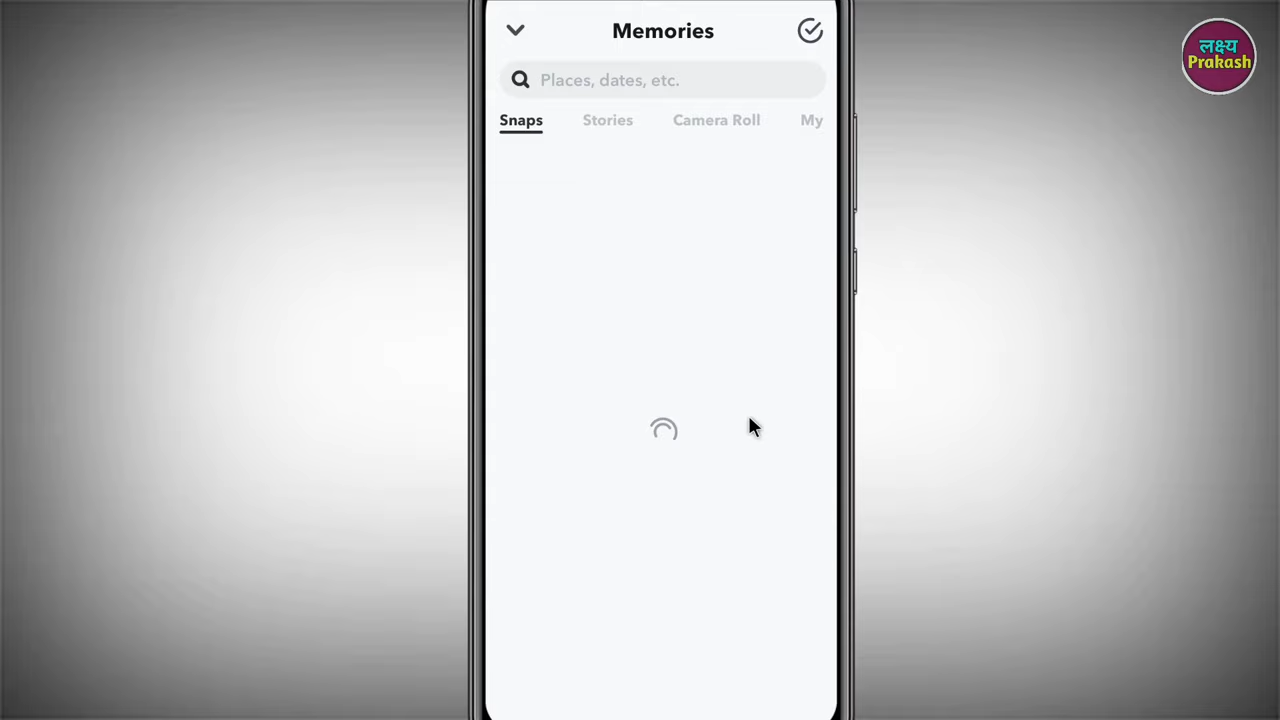 Memories
Places, dates, etc.
Snaps Stories Camera Roll My
लक्ष्य
Prakash